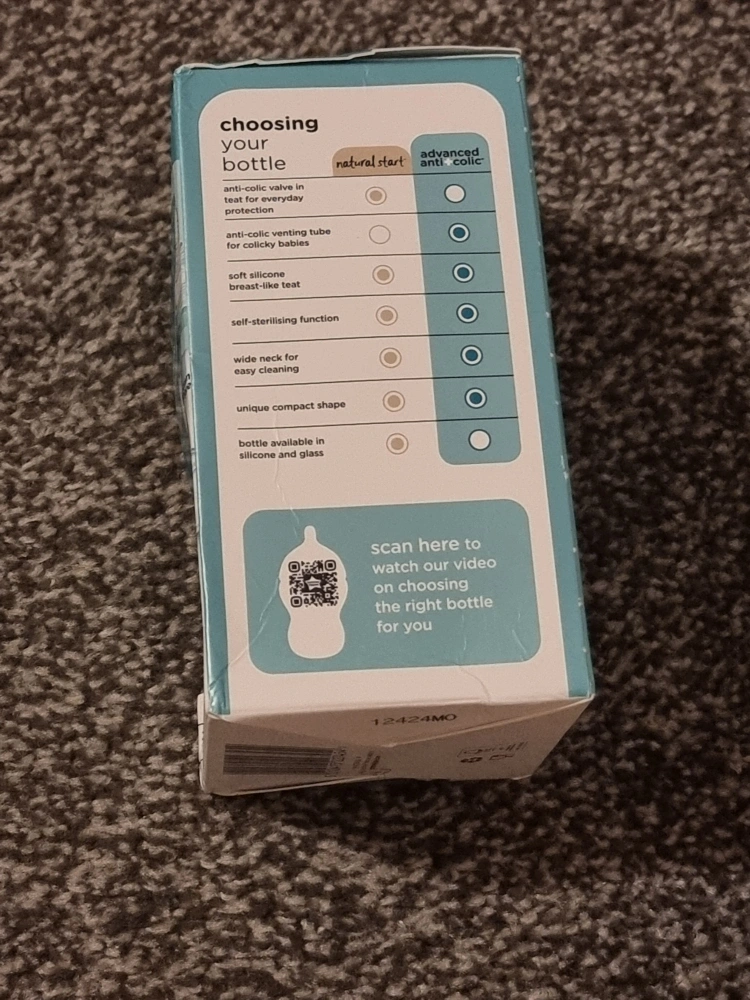 choosing
your
bottle
natural start
advanced
anti-colic
anti-colic valve in
teat for everyday
protection
anti-colic venting tube
for colicky babies
soft silicone
breast-like teat
self-sterilising function
wide neck for
easy cleaning
unique compact shape
bottle available in
silicone and glass
scan here to
watch our video
on choosing
the right bottle
for you
12424MO